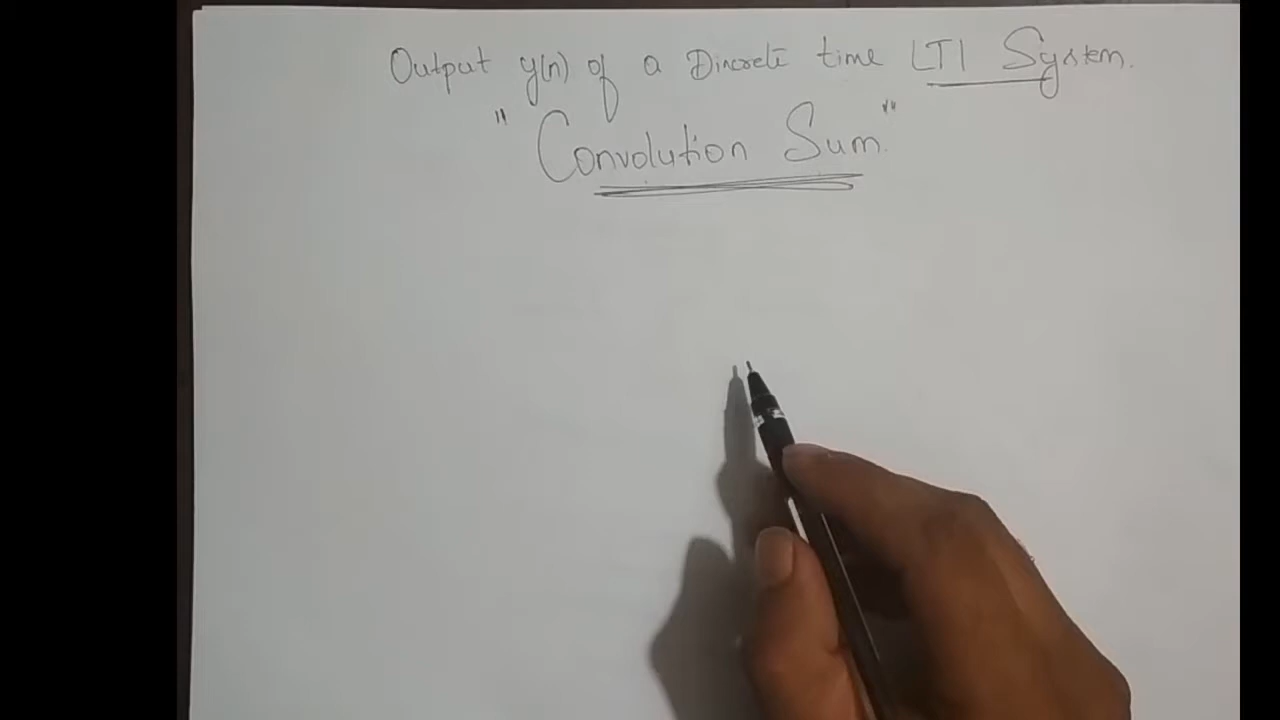 Output y(n) of a Discrete time LTI System.
"Convolution Sum."